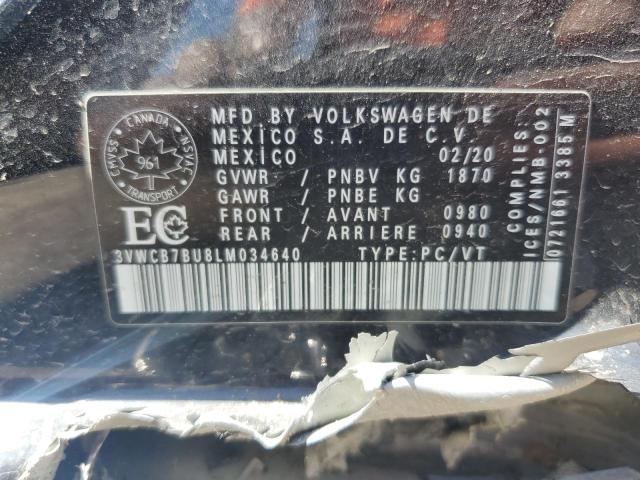 MFD. BY VOLKSWAGEN DE
MEXICO S.A. DE C.V.
MEXICO 02/20
GVWR / PNBV KG 1870
GAWR / PNBE KG
FRONT / AVANT 0980
REAR / ARRIERE 0940
3VWCB7BU8LM034640 TYPE:PC/VT
CANADA
CMVSS
NSVAC
961
TRANSPORT
EC
COMPLIES:
ICES/NMB-002
0721661 3385M